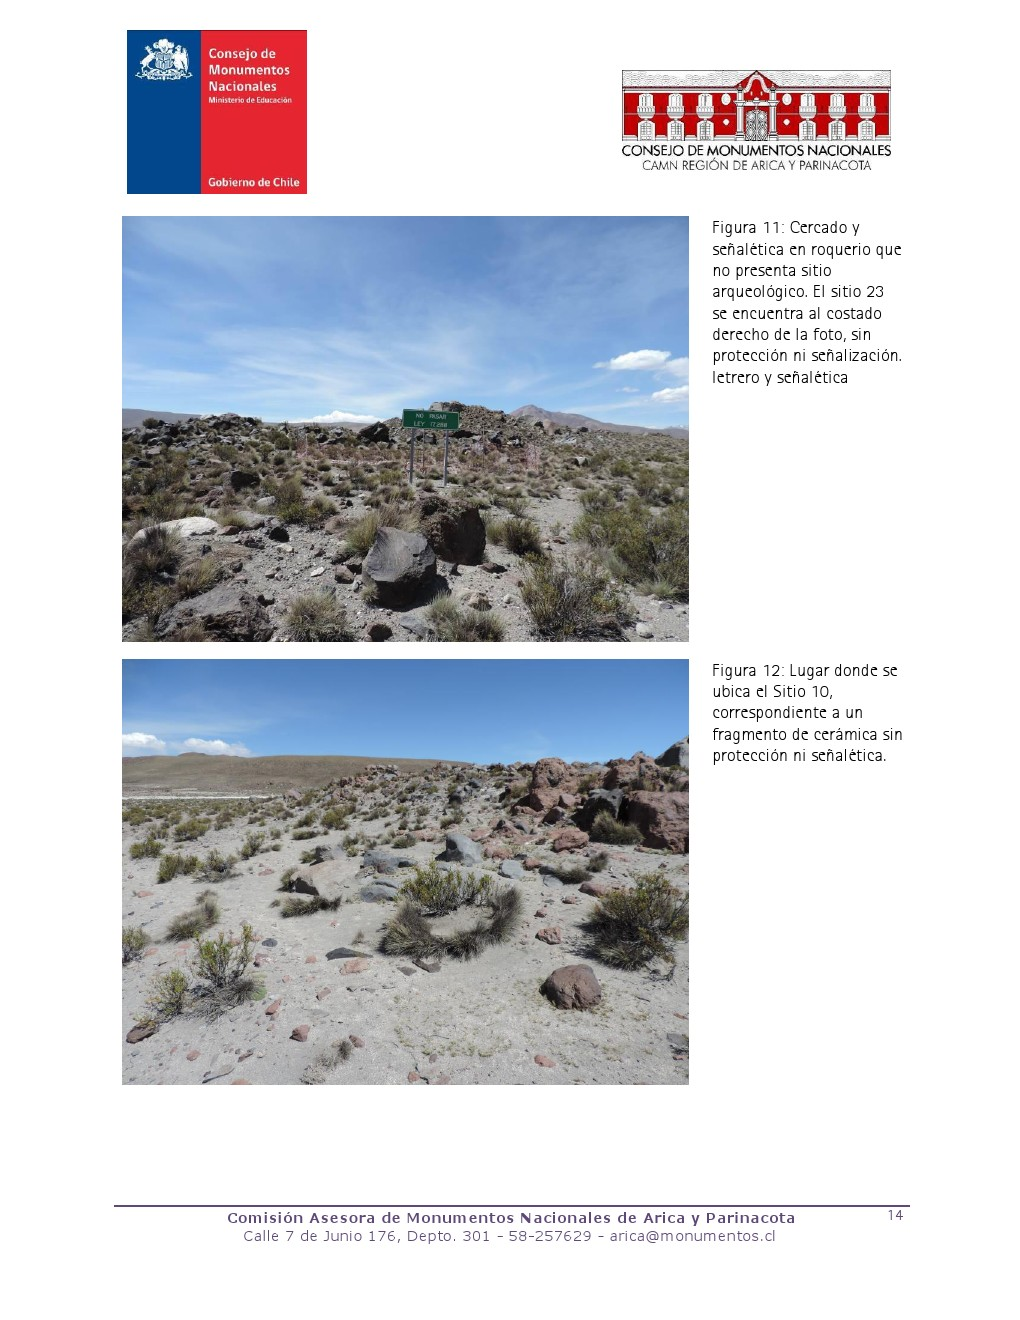 Consejo de
Monumentos
Nacionales
Ministerio de Educación
Gobierno de Chile
CONSEJO DE MONUMENTOS NACIONALES
CAMN REGIÓN DE ARICA Y PARINACOTA
NO PASAR
LEY 17.288
Figura 11: Cercado y
señalética en roquerio que
no presenta sitio
arqueológico. El sitio 23
se encuentra al costado
derecho de la foto, sin
protección ni señalización.
letrero y señalética
Figura 12: Lugar donde se
ubica el Sitio 10,
correspondiente a un
fragmento de cerámica sin
protección ni señalética.
Comisión Asesora de Monumentos Nacionales de Arica y Parinacota
14
Calle 7 de Junio 176, Depto. 301 – 58-257629 – arica@monumentos.cl